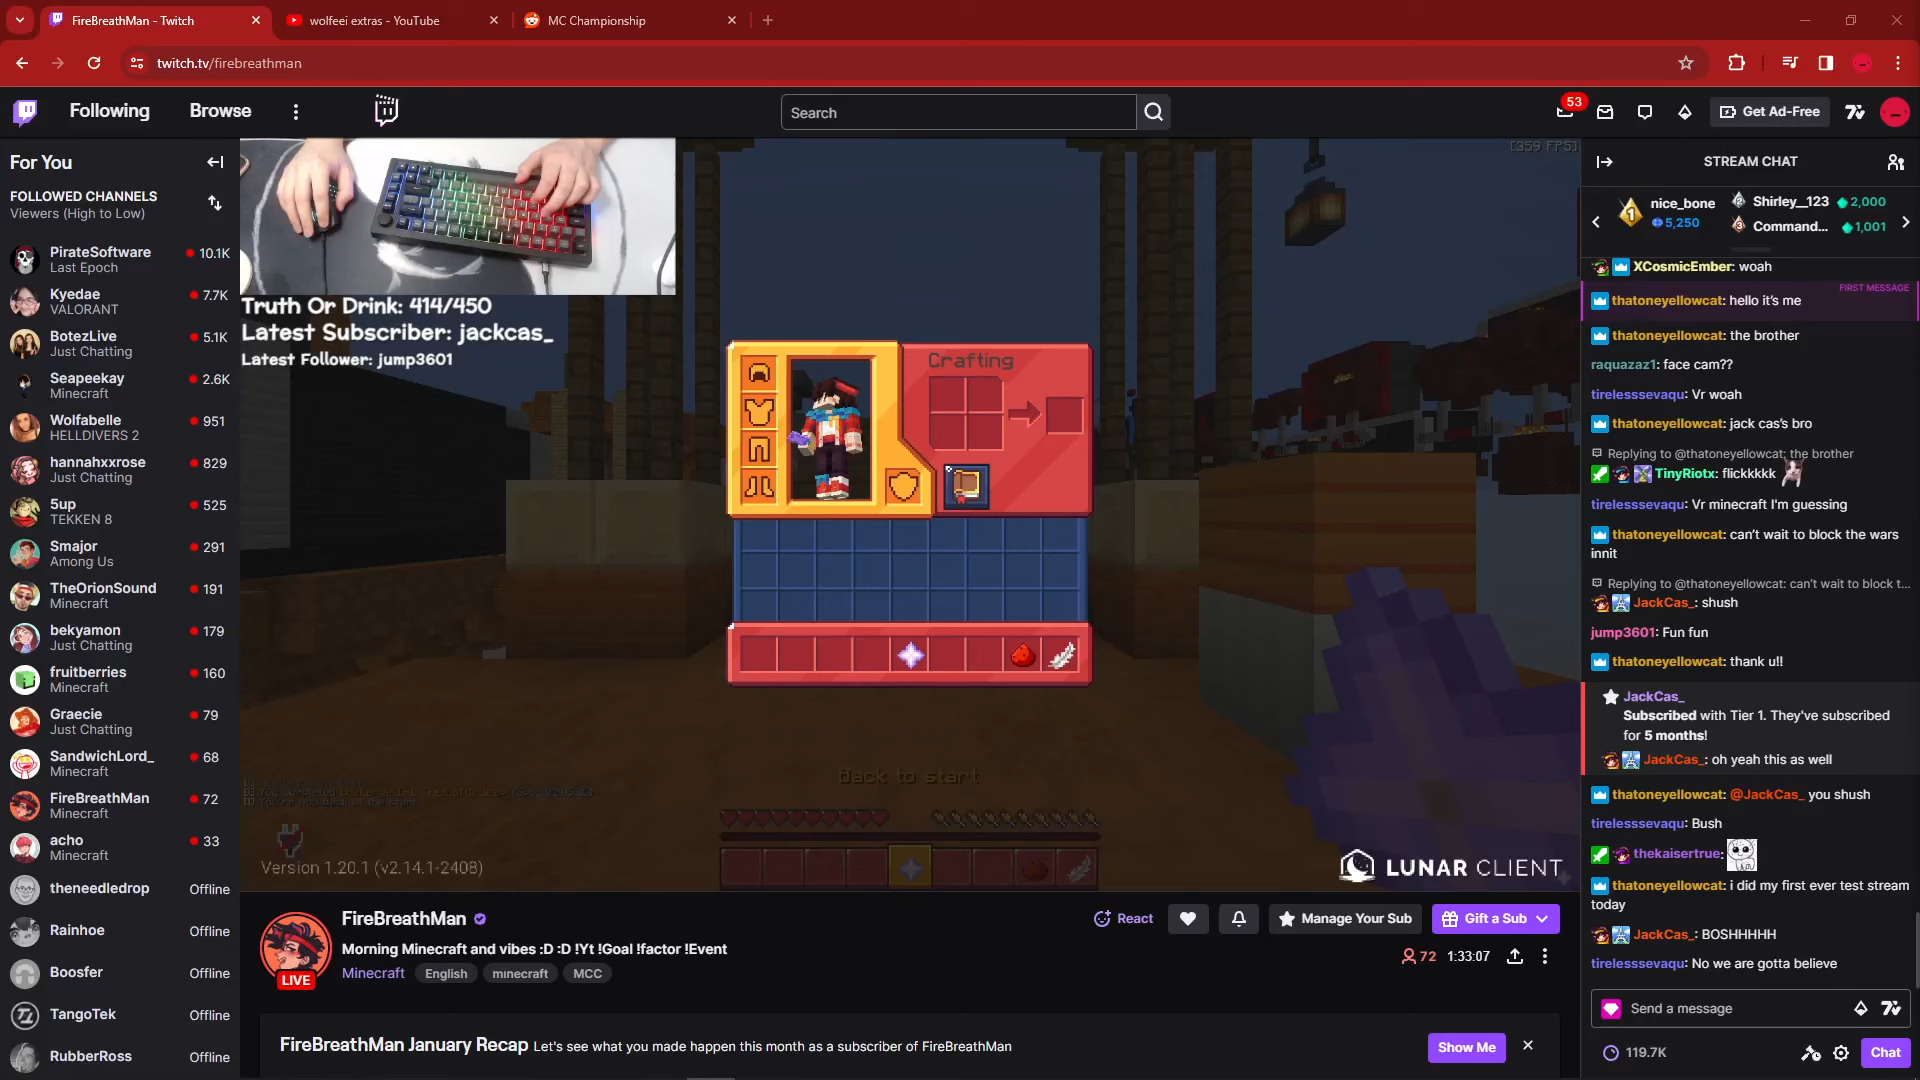 FireBreathMan - Twitch
wolfeei extras - YouTube
MC Championship
twitch.tv/firebreathman
Following
Browse
Search
53
Get Ad-Free
For You
FOLLOWED CHANNELS
Viewers (High to Low)
PirateSoftware 10.1K
Last Epoch
Kyedae 7.7K
VALORANT
BotezLive 5.1K
Just Chatting
Seapeekay 2.6K
Minecraft
Wolfabelle 951
HELLDIVERS 2
hannahxxrose 829
Just Chatting
5up 525
TEKKEN 8
Smajor 291
Among Us
TheOrionSound 191
Minecraft
bekyamon 179
Just Chatting
fruitberries 160
Minecraft
Graecie 79
Just Chatting
SandwichLord_ 68
Minecraft
FireBreathMan 72
Minecraft
acho 33
Minecraft
theneedledrop Offline
Rainhoe Offline
Boosfer Offline
TangoTek Offline
RubberRoss Offline
[359 FPS]
Truth Or Drink: 414/450
Latest Subscriber: jackcas_
Latest Follower: jump3601
Crafting
Back to start
Version 1.20.1 (v2.14.1-2408)
LUNAR CLIENT
LIVE
FireBreathMan
Morning Minecraft and vibes :D :D !Yt !Goal !factor !Event
Minecraft
English
minecraft
MCC
React
Manage Your Sub
Gift a Sub
72
1:33:07
FireBreathMan January Recap Let's see what you made happen this month as a subscriber of FireBreathMan
Show Me
STREAM CHAT
1 nice_bone
5,250
Shirley__123 2,000
Command... 1,001
XCosmicEmber: woah
FIRST MESSAGE
thatoneyellowcat: hello it's me
thatoneyellowcat: the brother
raquazaz1: face cam??
tirelesssevaqu: Vr woah
thatoneyellowcat: jack cas's bro
Replying to @thatoneyellowcat: the brother
TinyRiotx: flickkkkk
tirelesssevaqu: Vr minecraft I'm guessing
thatoneyellowcat: can't wait to block the wars
innit
Replying to @thatoneyellowcat: can't wait to block t...
JackCas_: shush
jump3601: Fun fun
thatoneyellowcat: thank u!!
JackCas_
Subscribed with Tier 1. They've subscribed
for 5 months!
JackCas_: oh yeah this as well
thatoneyellowcat: @JackCas_ you shush
tirelesssevaqu: Bush
thekaisertrue:
thatoneyellowcat: i did my first ever test stream
today
JackCas_: BOSHHHHH
tirelesssevaqu: No we are gotta believe
Send a message
119.7K
Chat